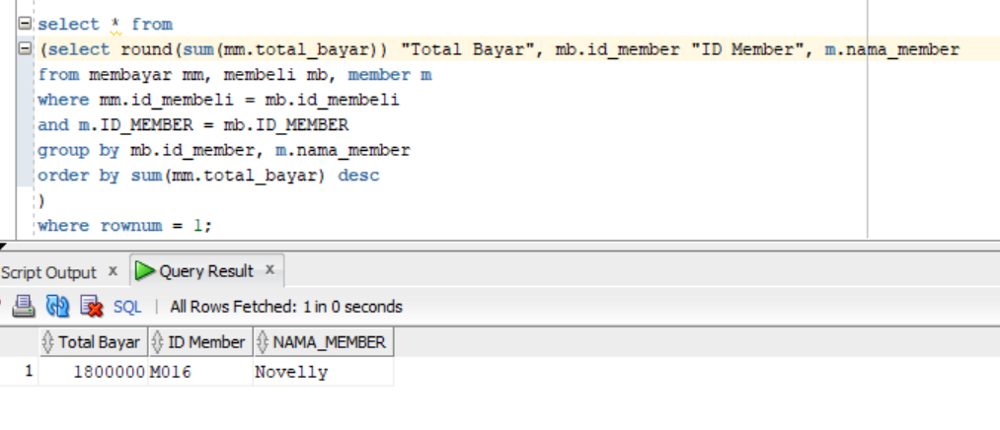 select * from
(select round(sum(mm.total_bayar)) "Total Bayar", mb.id_member "ID Member", m.nama_member
from membayar mm, membeli mb, member m
where mm.id_membeli = mb.id_membeli
and m.ID_MEMBER = mb.ID_MEMBER
group by mb.id_member, m.nama_member
order by sum(mm.total_bayar) desc
)
where rownum = 1;
Script Output x Query Result x
SQL | All Rows Fetched: 1 in 0 seconds
Total Bayar ID Member NAMA_MEMBER
1 1800000 M016 Novelly